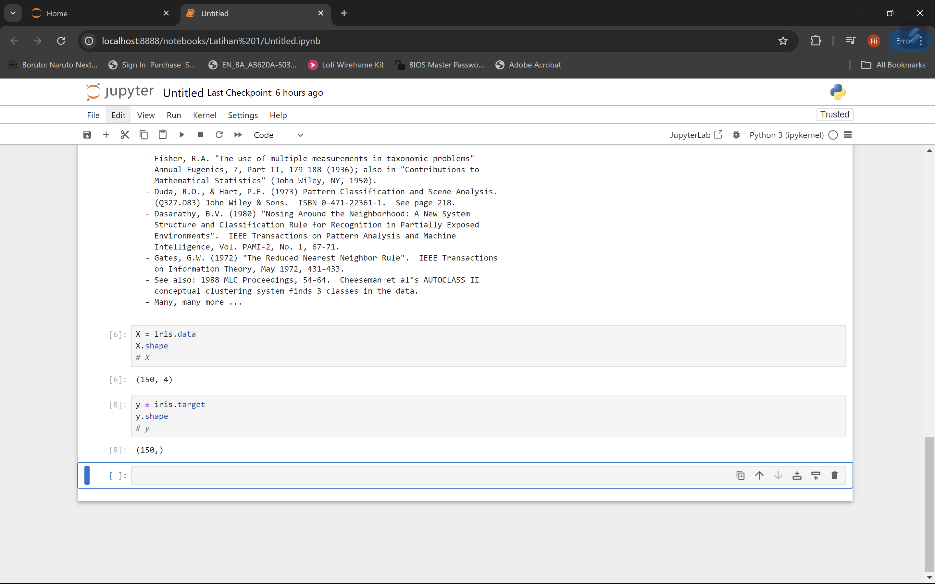 Home
Untitled
localhost:8888/notebooks/Latihan%201/Untitled.ipynb
Hi
Error
Boruto: Naruto Next...
Sign In Purchase S...
EN_BA_AB620A-503...
Lofi Wireframe Kit
BIOS Master Passwo...
Adobe Acrobat
All Bookmarks
jupyter Untitled Last Checkpoint: 6 hours ago
File Edit View Run Kernel Settings Help
Trusted
Code
JupyterLab
Python 3 (ipykernel)
Fisher, R.A. "The use of multiple measurements in taxonomic problems"
Annual Eugenics, 7, Part II, 179-188 (1936); also in "Contributions to
Mathematical Statistics" (John Wiley, NY, 1950).
- Duda, R.O., & Hart, P.E. (1973) Pattern Classification and Scene Analysis.
(Q327.D83) John Wiley & Sons. ISBN 0-471-22361-1. See page 218.
- Dasarathy, B.V. (1980) "Nosing Around the Neighborhood: A New System
Structure and Classification Rule for Recognition in Partially Exposed
Environments". IEEE Transactions on Pattern Analysis and Machine
Intelligence, Vol. PAMI-2, No. 1, 67-71.
- Gates, G.W. (1972) "The Reduced Nearest Neighbor Rule". IEEE Transactions
on Information Theory, May 1972, 431-433.
- See also: 1988 MLC Proceedings, 54-64. Cheeseman et al"s AUTOCLASS II
conceptual clustering system finds 3 classes in the data.
- Many, many more ...
[6]: X = iris.data
X.shape
# X
[6]: (150, 4)
[8]: y = iris.target
y.shape
# y
[8]: (150,)
[ ]: